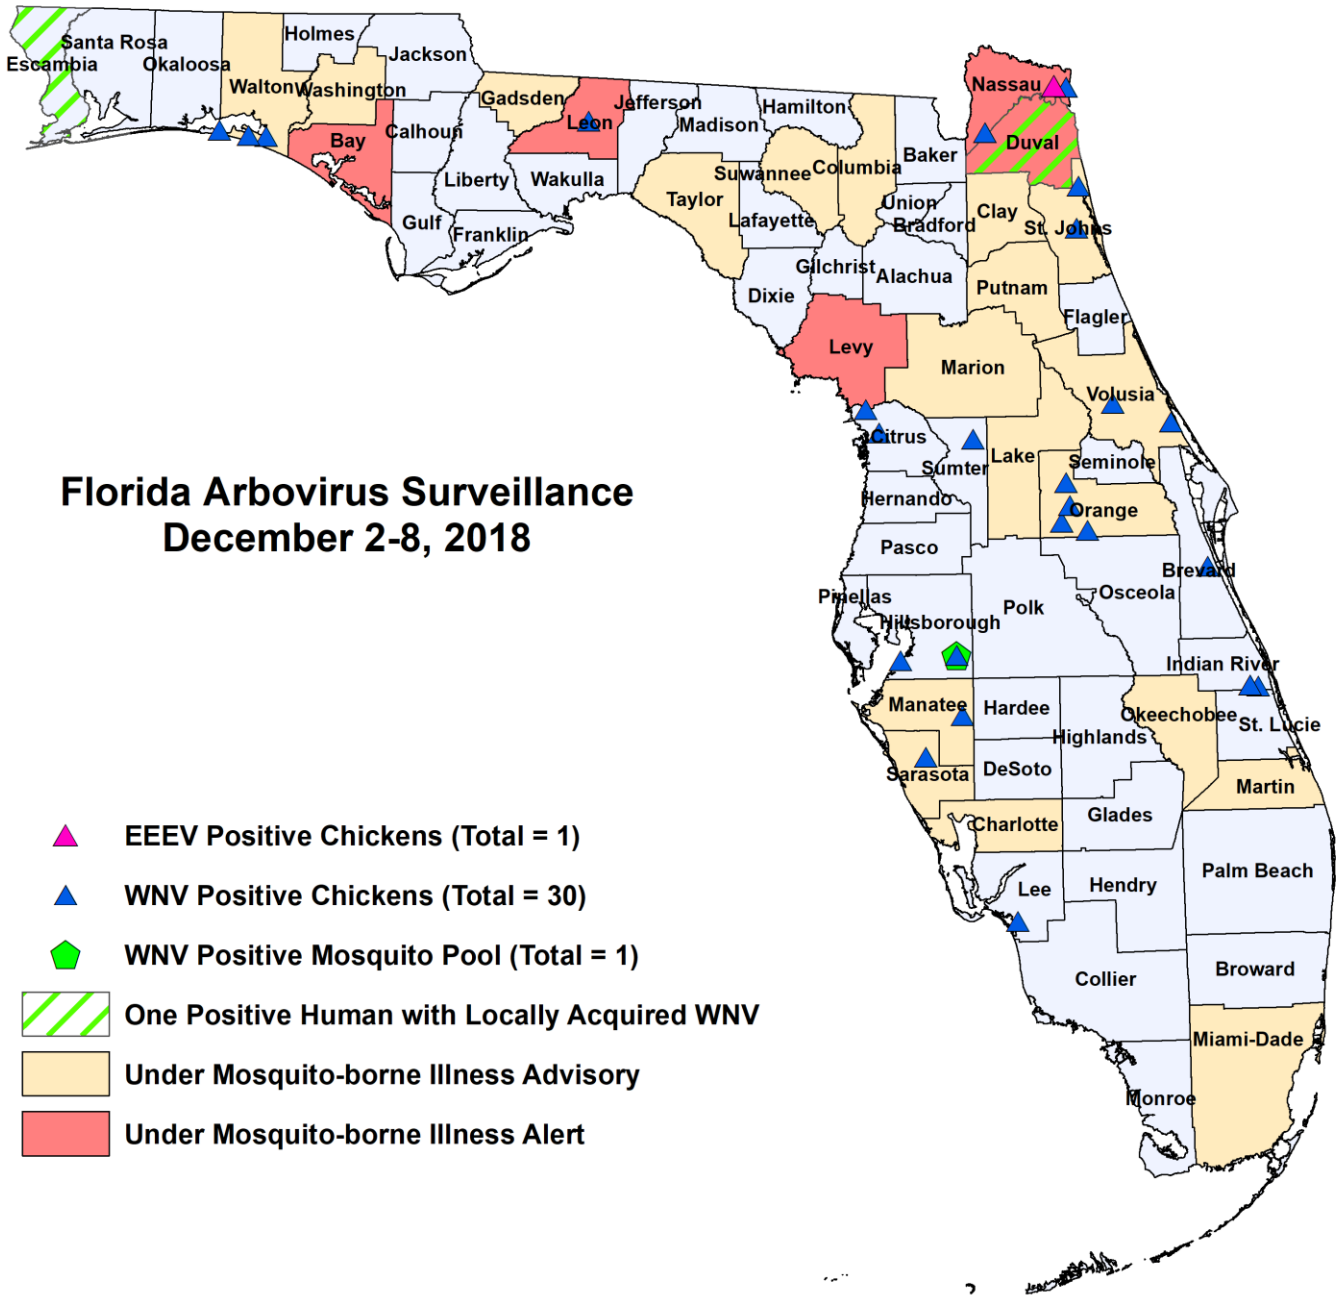 Holmes
Jackson
Santa Rosa
Escambia
Okaloosa
Walton
Washington
Gadsden
Leon
Jefferson
Madison
Hamilton
Nassau
Duval
Bay
Calhoun
Liberty
Wakulla
Gulf
Franklin
Taylor
Suwannee
Lafayette
Columbia
Baker
Union
Bradford
Clay
St. Johns
Dixie
Gilchrist
Alachua
Putnam
Flagler
Levy
Marion
Volusia
Citrus
Sumter
Lake
Seminole
Orange
Hernando
Pasco
Brevard
Osceola
Pinellas
Hillsborough
Polk
Indian River
Manatee
Hardee
Highlands
Okeechobee
St. Lucie
Sarasota
DeSoto
Martin
Charlotte
Glades
Lee
Hendry
Palm Beach
Collier
Broward
Miami-Dade
Monroe
Florida Arbovirus Surveillance
December 2-8, 2018
EEEV Positive Chickens (Total = 1)
WNV Positive Chickens (Total = 30)
WNV Positive Mosquito Pool (Total = 1)
One Positive Human with Locally Acquired WNV
Under Mosquito-borne Illness Advisory
Under Mosquito-borne Illness Alert